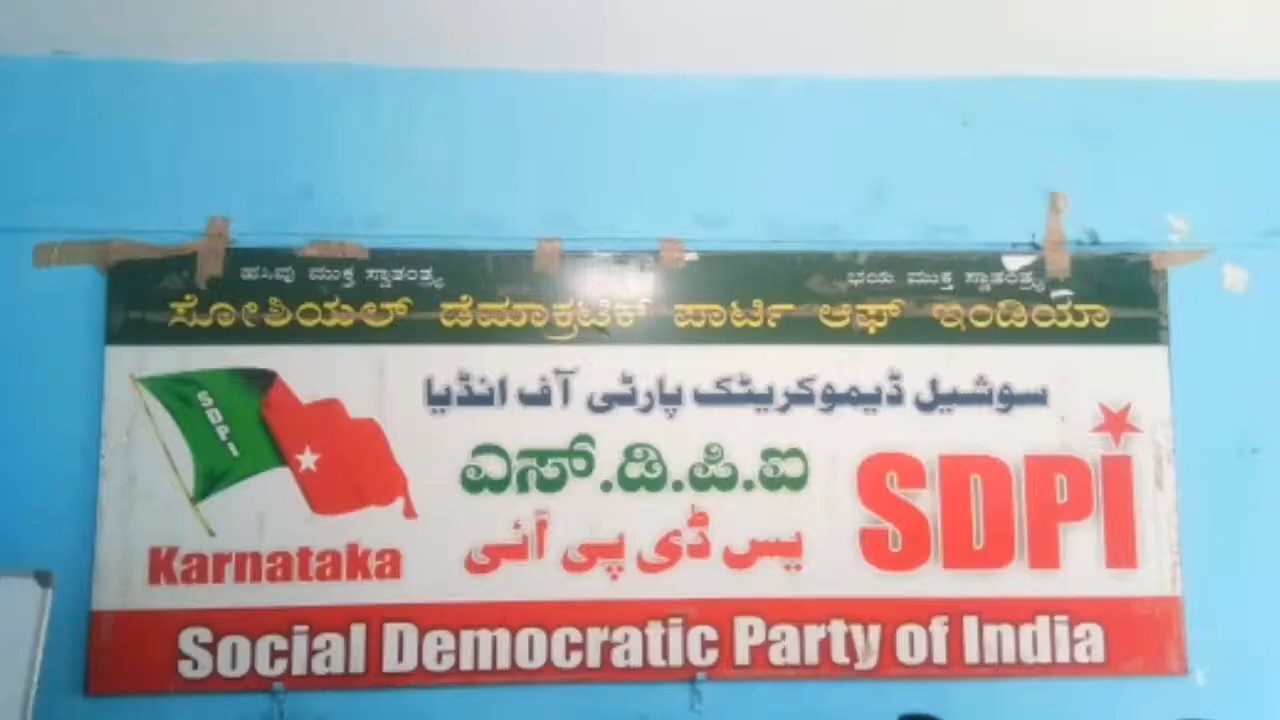 ಹಸಿವು ಮುಕ್ತ ಸ್ವಾತಂತ್ರ್ಯ ಭಯ ಮುಕ್ತ ಸ್ವಾತಂತ್ರ್ಯ
ಸೋಶಿಯಲ್ ಡೆಮಾಕ್ರಟಿಕ್ ಪಾರ್ಟಿ ಆಫ್ ಇಂಡಿಯಾ
سوشیل ڈیموکریٹک پارٹی آف انڈیا
SDPI
ಎಸ್.ಡಿ.ಪಿ.ಐ
SDPI
یس ڈی پی آئی
Karnataka
Social Democratic Party of India